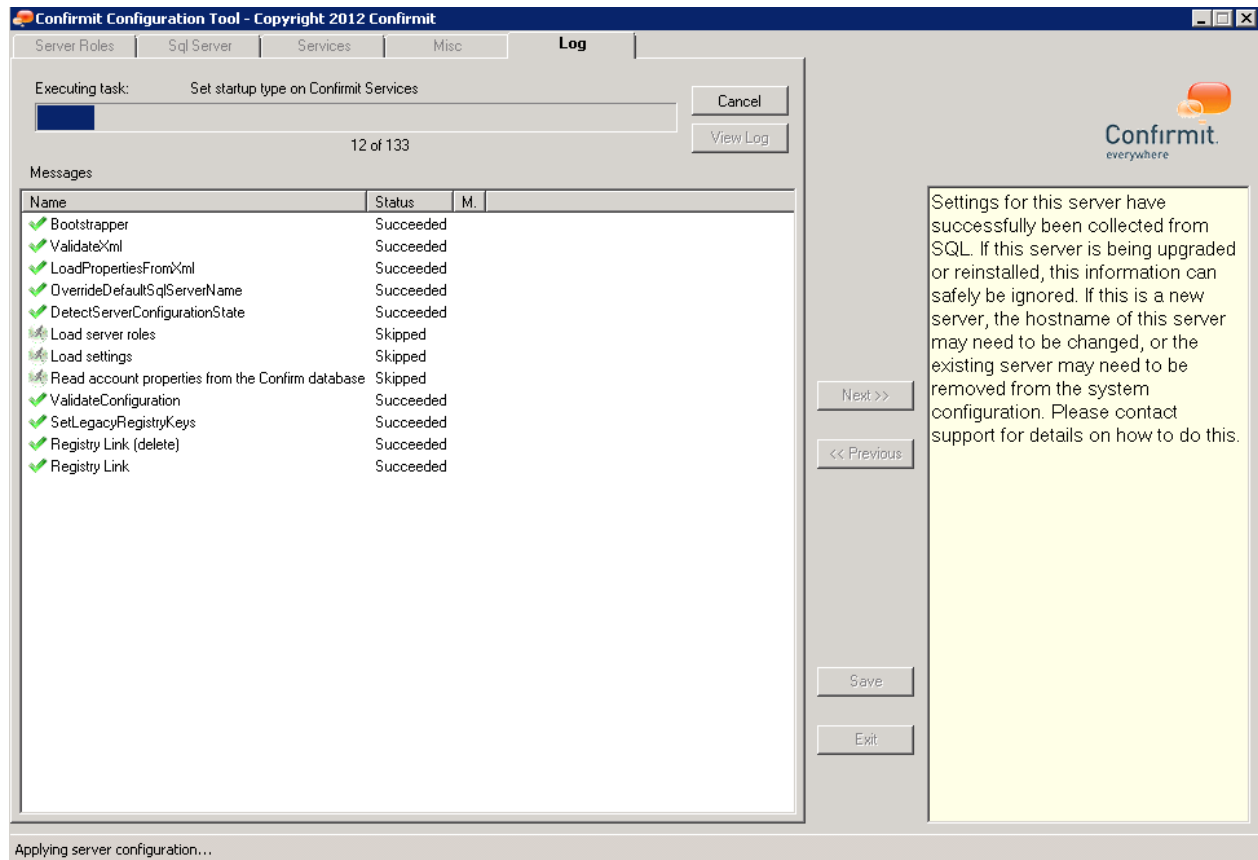 Confirmit Configuration Tool - Copyright 2012 Confirmit
Server Roles Sql Server Services Misc Log
Executing task: Set startup type on Confirmit Services
Cancel
12 of 133
View Log
Messages
Name Status M.
Bootstrapper Succeeded
ValidateXml Succeeded
LoadPropertiesFromXml Succeeded
OverrideDefaultSqlServerName Succeeded
DetectServerConfigurationState Succeeded
Load server roles Skipped
Load settings Skipped
Read account properties from the Confirm database Skipped
ValidateConfiguration Succeeded
SetLegacyRegistryKeys Succeeded
Registry Link (delete) Succeeded
Registry Link Succeeded
Next >>
<< Previous
Save
Exit
Confirmit.
everywhere
Settings for this server have
successfully been collected from
SQL. If this server is being upgraded
or reinstalled, this information can
safely be ignored. If this is a new
server, the hostname of this server
may need to be changed, or the
existing server may need to be
removed from the system
configuration. Please contact
support for details on how to do this.
Applying server configuration...